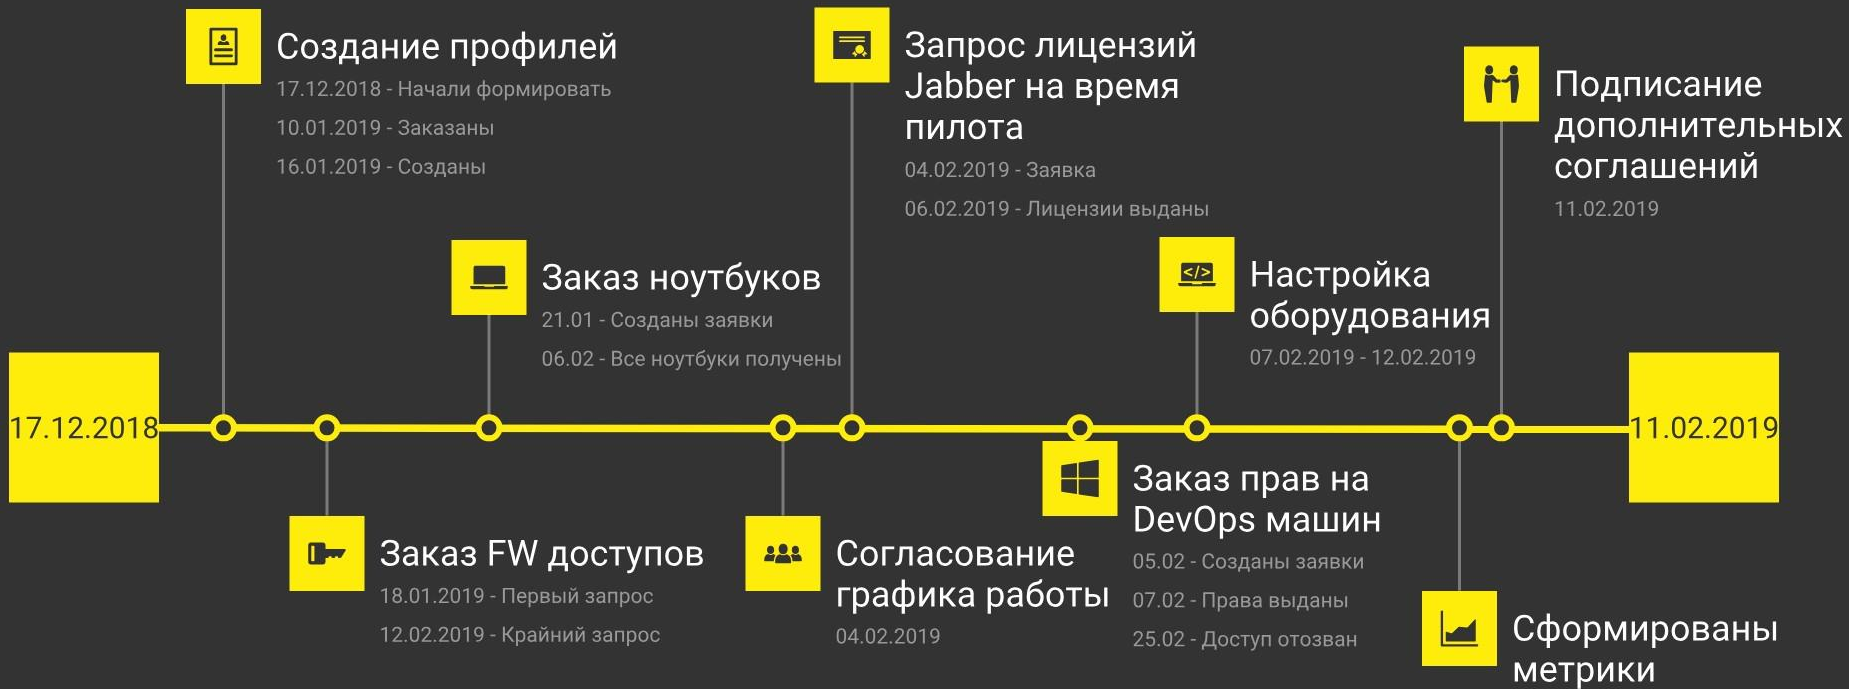 Создание профилей
17.12.2018 - Начали формировать
10.01.2019 - Заказаны
16.01.2019 - Созданы
Запрос лицензий
Jabber на время
пилота
04.02.2019 - Заявка
06.02.2019 - Лицензии выданы
Подписание
дополнительных
соглашений
11.02.2019
Заказ ноутбуков
21.01 - Созданы заявки
06.02 - Все ноутбуки получены
Настройка
оборудования
07.02.2019 - 12.02.2019
17.12.2018
11.02.2019
Заказ FW доступов
18.01.2019 - Первый запрос
12.02.2019 - Крайний запрос
Согласование
графика работы
04.02.2019
Заказ прав на
DevOps машин
05.02 - Созданы заявки
07.02 - Права выданы
25.02 - Доступ отозван
Сформированы
метрики